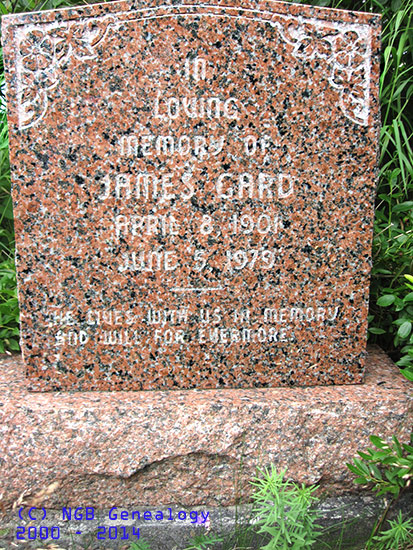 IN
LOVING
MEMORY OF
JAMES GARD
APRIL 8, 1901
JUNE 5, 1979
HE LIVES WITH US IN MEMORY
AND WILL FOR EVERMORE.
(C) NGB Genealogy
2000 - 2014